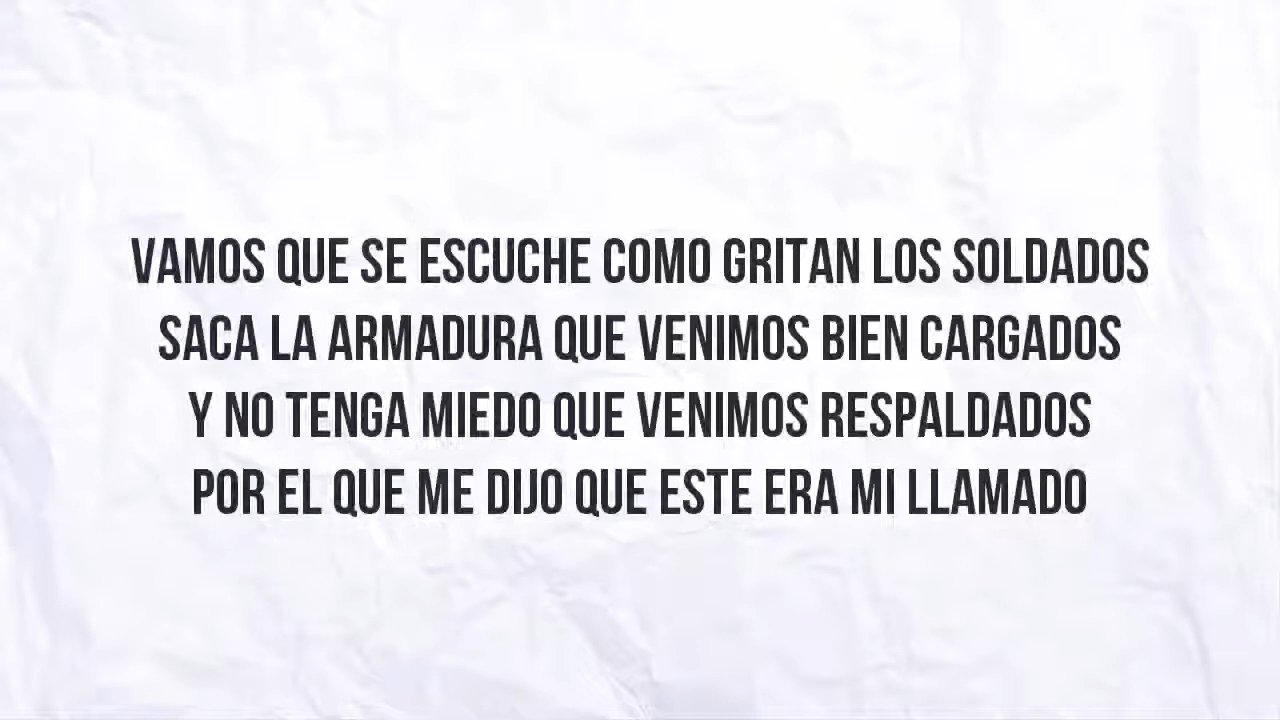 VAMOS QUE SE ESCUCHE COMO GRITAN LOS SOLDADOS
SACA LA ARMADURA QUE VENIMOS BIEN CARGADOS
Y NO TENGA MIEDO QUE VENIMOS RESPALDADOS
POR EL QUE ME DIJO QUE ESTE ERA MI LLAMADO